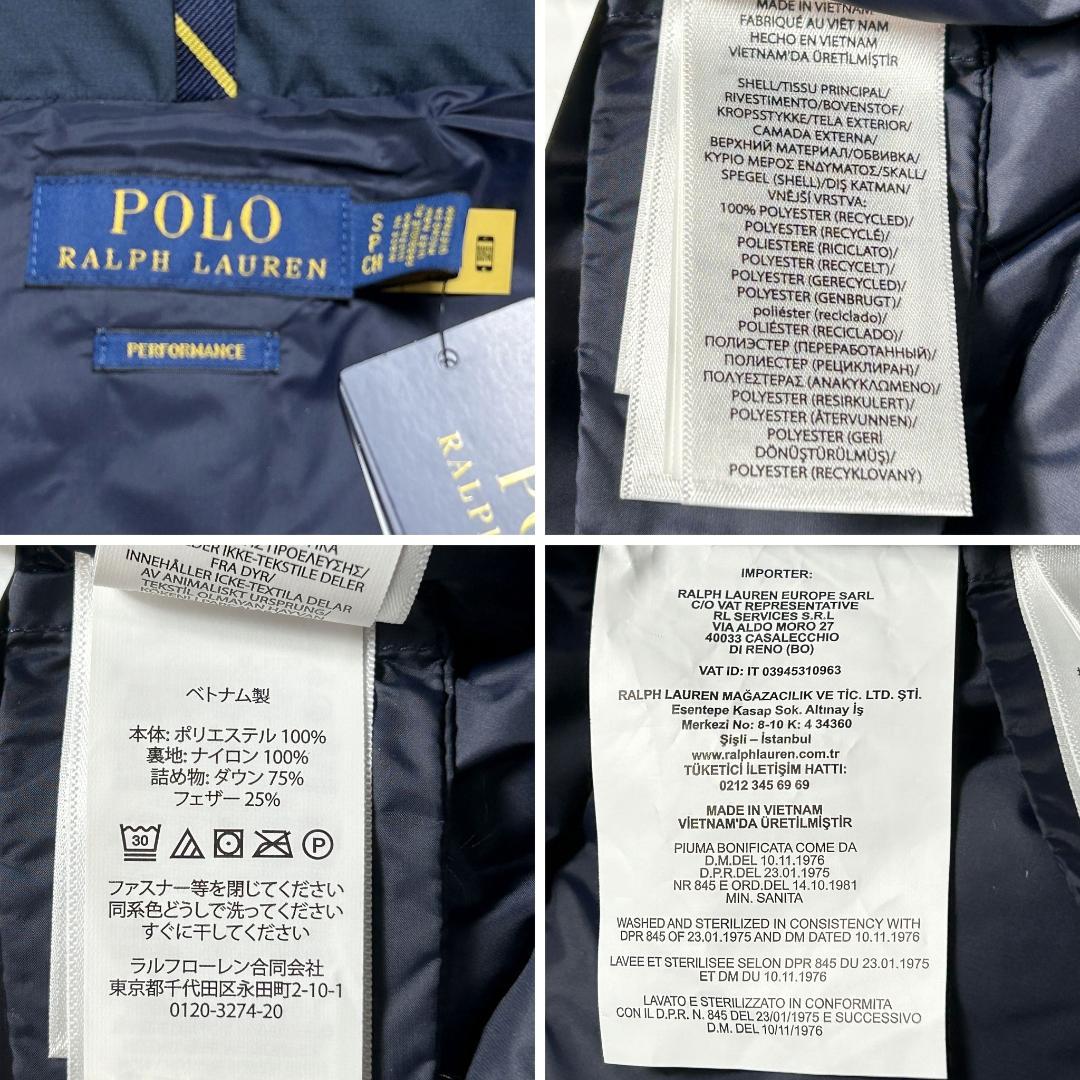 POLO
RALPH LAUREN
S
P
CH
PERFORMANCE
RALPH
MADE IN VIETNAM
FABRIQUÉ AU VIÊT NAM
HECHO EN VIETNAM
VİETNAM'DA ÜRETİLMİŞTİR
SHELL/TISSU PRINCIPAL/
RIVESTIMENTO/BOVENSTOF/
KROPSSTYKKE/TELA EXTERIOR/
CAMADA EXTERNA/
ВЕРХНИЙ МАТЕРИАЛ/ОБВИВКА/
ΚΥΡΙΟ ΜΕΡΟΣ ΕΝΔΥΜΑΤΟΣ/SKALL/
SPEGEL (SHELL)/DIŞ KATMAN/
VNĚJŠÍ VRSTVA:
100% POLYESTER (RECYCLED)/
POLYESTER (RECYCLÉ)/
POLIESTERE (RICICLATO)/
POLYESTER (RECYCELT)/
POLYESTER (GERECYCLED)/
POLYESTER (GENBRUGT)/
poliéster (reciclado)/
POLIÉSTER (RECICLADO)/
ПОЛИЭСТЕР (ПЕРЕРАБОТАННЫЙ)/
ПОЛИЕСТЕР (РЕЦИКЛИРАН)/
ΠΟΛΥΕΣΤΕΡΑΣ (ΑΝΑΚΥΚΛΩΜΕΝΟ)/
POLYESTER (RESIRKULERT)/
POLYESTER (ÅTERVUNNEN)/
POLYESTER (GERİ
DÖNÜŞTÜRÜLMÜŞ)/
POLYESTER (RECYKLOVANÝ)
ΠΡΟΕΛΕΥΣΗΣ/
IKKE-TEKSTILE DELER
FRA DYR/
INNEHÅLLER ICKE-TEXTILA DELAR
AV ANIMALISKT URSPRUNG/
TEKSTİL OLMAYAN HAYVAN
ベトナム製
本体: ポリエステル 100%
裏地: ナイロン 100%
詰め物: ダウン 75%
フェザー 25%
30 P
ファスナー等を閉じてください
同系色どうしで洗ってください
すぐに干してください
ラルフローレン合同会社
東京都千代田区永田町2-10-1
0120-3274-20
IMPORTER:
RALPH LAUREN EUROPE SARL
C/O VAT REPRESENTATIVE
RL SERVICES S.R.L
VIA ALDO MORO 27
40033 CASALECCHIO
DI RENO (BO)
VAT ID: IT 03945310963
RALPH LAUREN MAĞAZACILIK VE TİC. LTD. ŞTİ.
Esentepe Kasap Sok. Altınay İş
Merkezi No: 8-10 K: 4 34360
Şişli – İstanbul
www.ralphlauren.com.tr
TÜKETİCİ İLETİŞİM HATTI:
0212 345 69 69
MADE IN VIETNAM
VİETNAM'DA ÜRETİLMİŞTİR
PIUMA BONIFICATA COME DA
D.M.DEL 10.11.1976
D.P.R.DEL 23.01.1975
NR 845 E ORD.DEL 14.10.1981
MIN. SANITA
WASHED AND STERILIZED IN CONSISTENCY WITH
DPR 845 OF 23.01.1975 AND DM DATED 10.11.1976
LAVEE ET STERILISEE SELON DPR 845 DU 23.01.1975
ET DM DU 10.11.1976
LAVATO E STERILIZZATO IN CONFORMITA
CON IL D.P.R. N. 845 DEL 23/01/1975 E SUCCESSIVO
D.M. DEL 10/11/1976